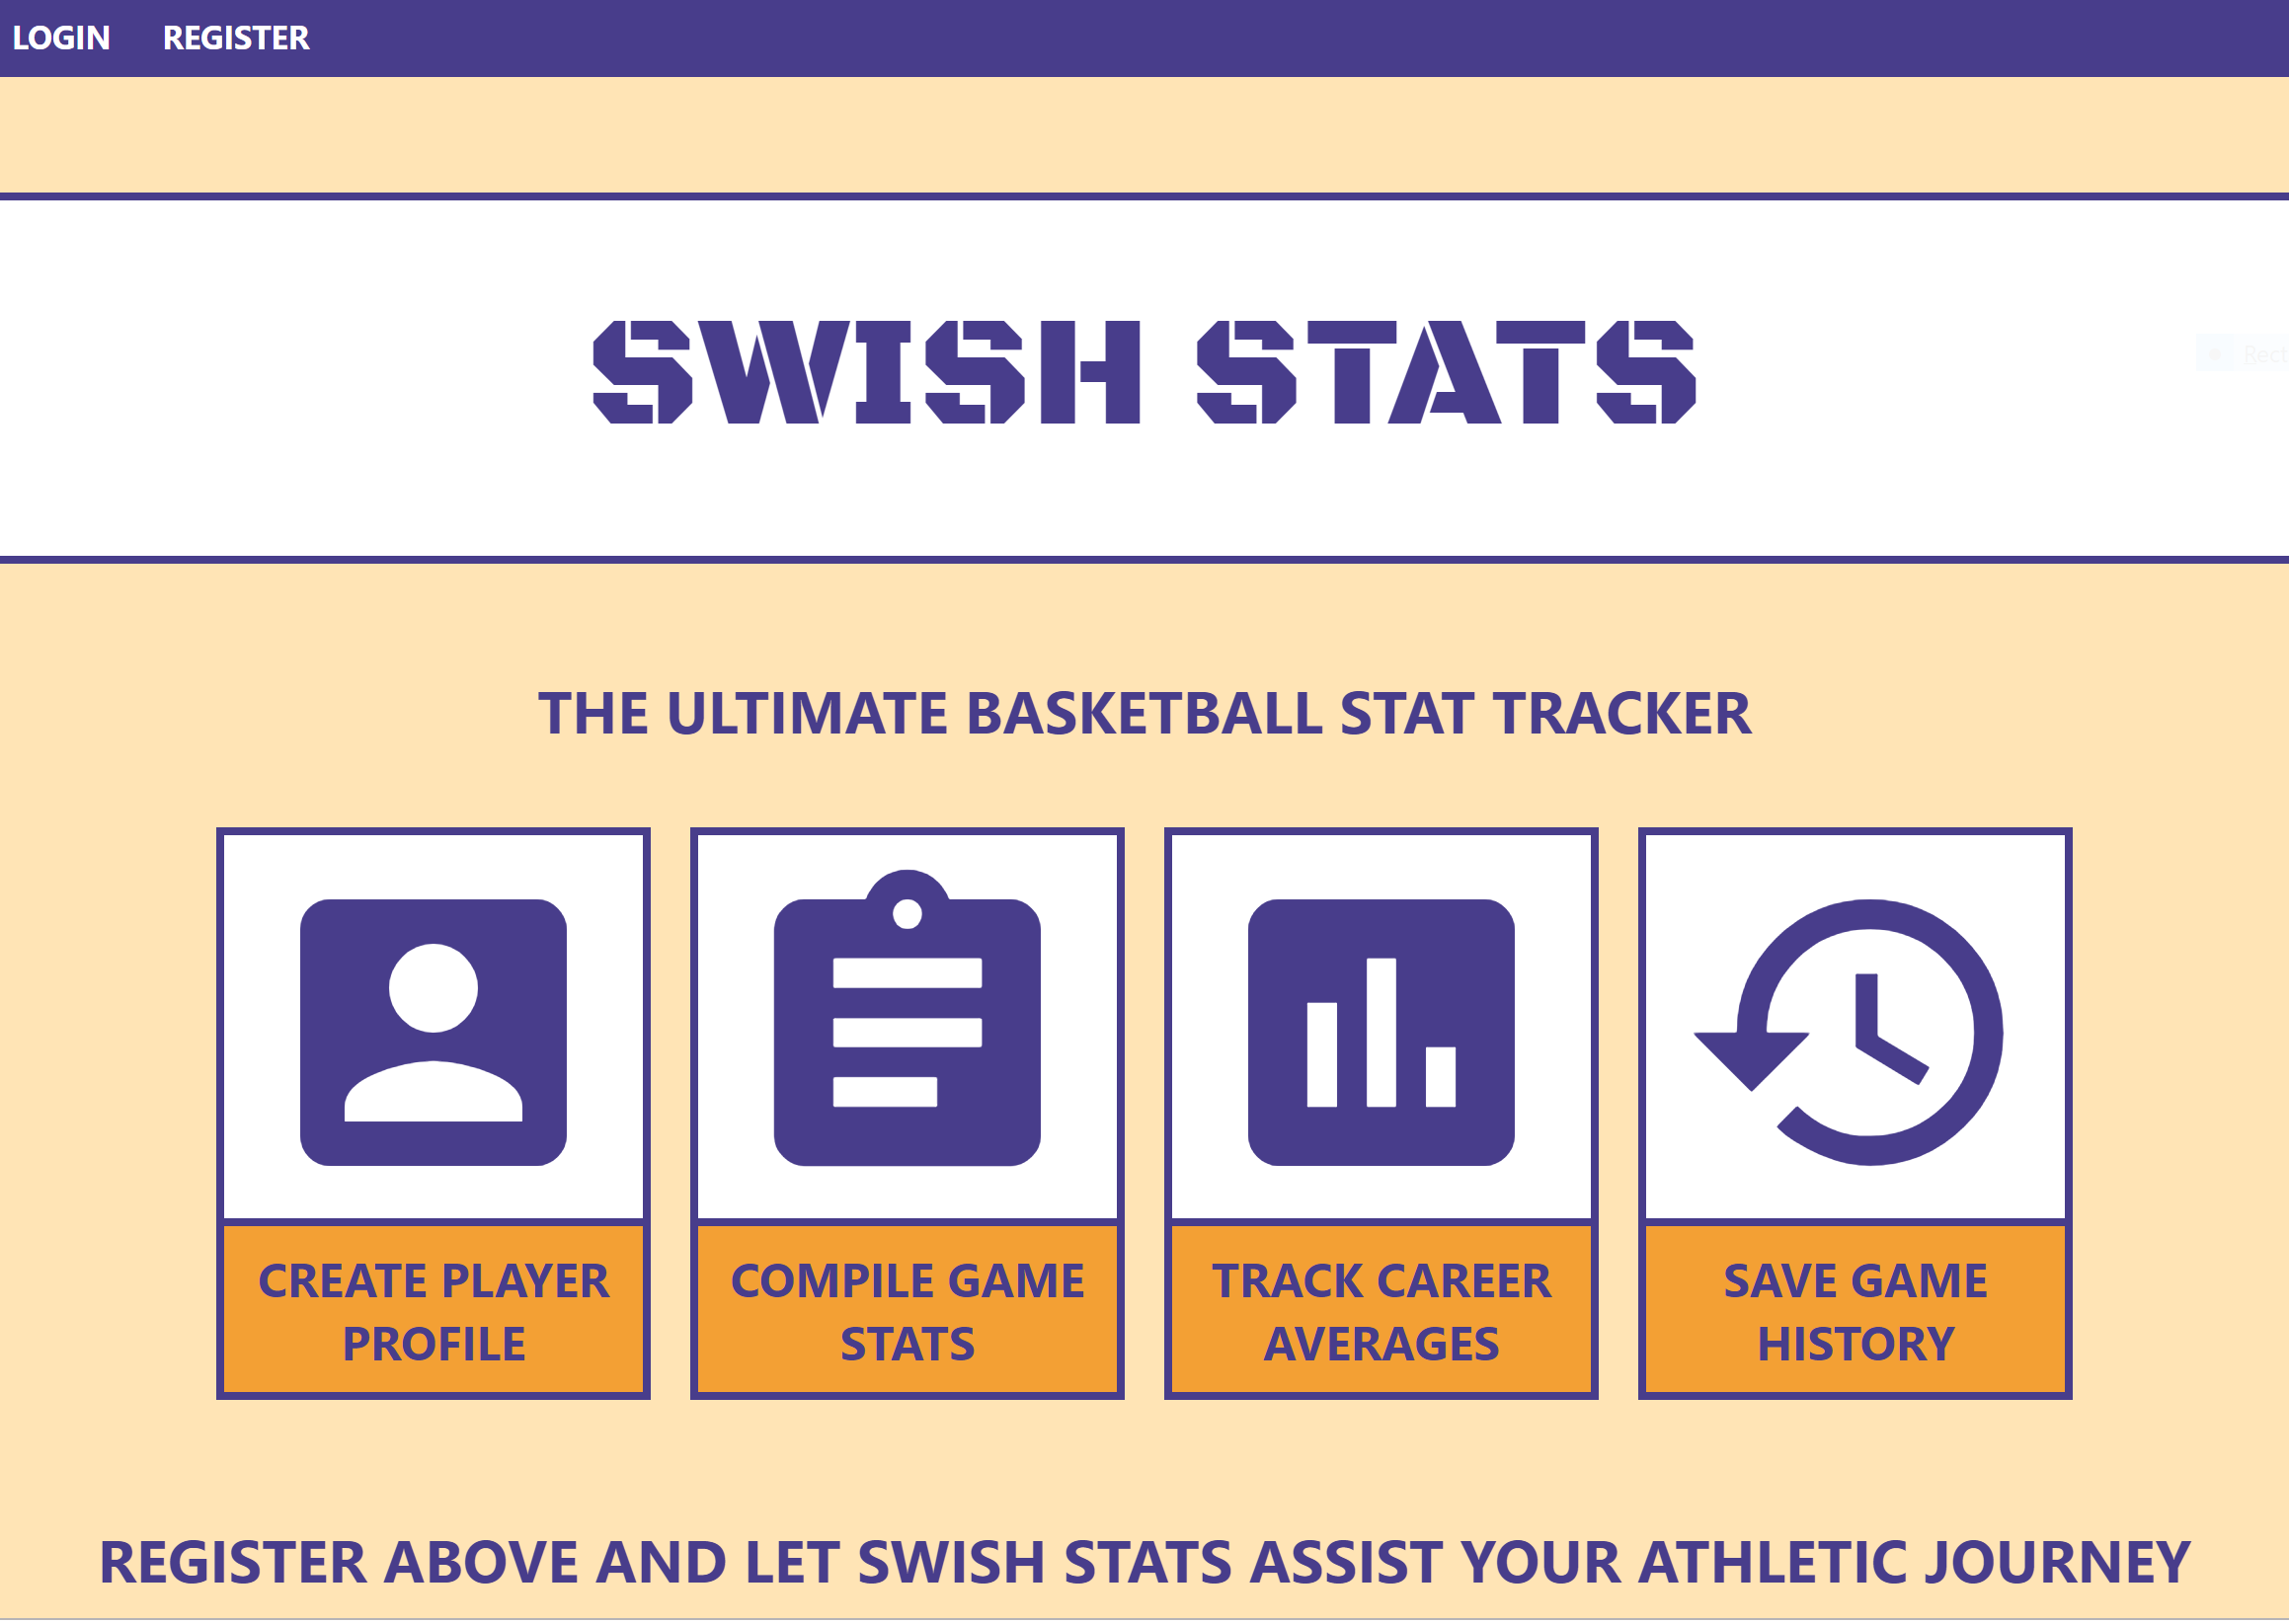 LOGIN REGISTER
SWISH STATS
THE ULTIMATE BASKETBALL STAT TRACKER
CREATE PLAYER
PROFILE
COMPILE GAME
STATS
TRACK CAREER
AVERAGES
SAVE GAME
HISTORY
REGISTER ABOVE AND LET SWISH STATS ASSIST YOUR ATHLETIC JOURNEY